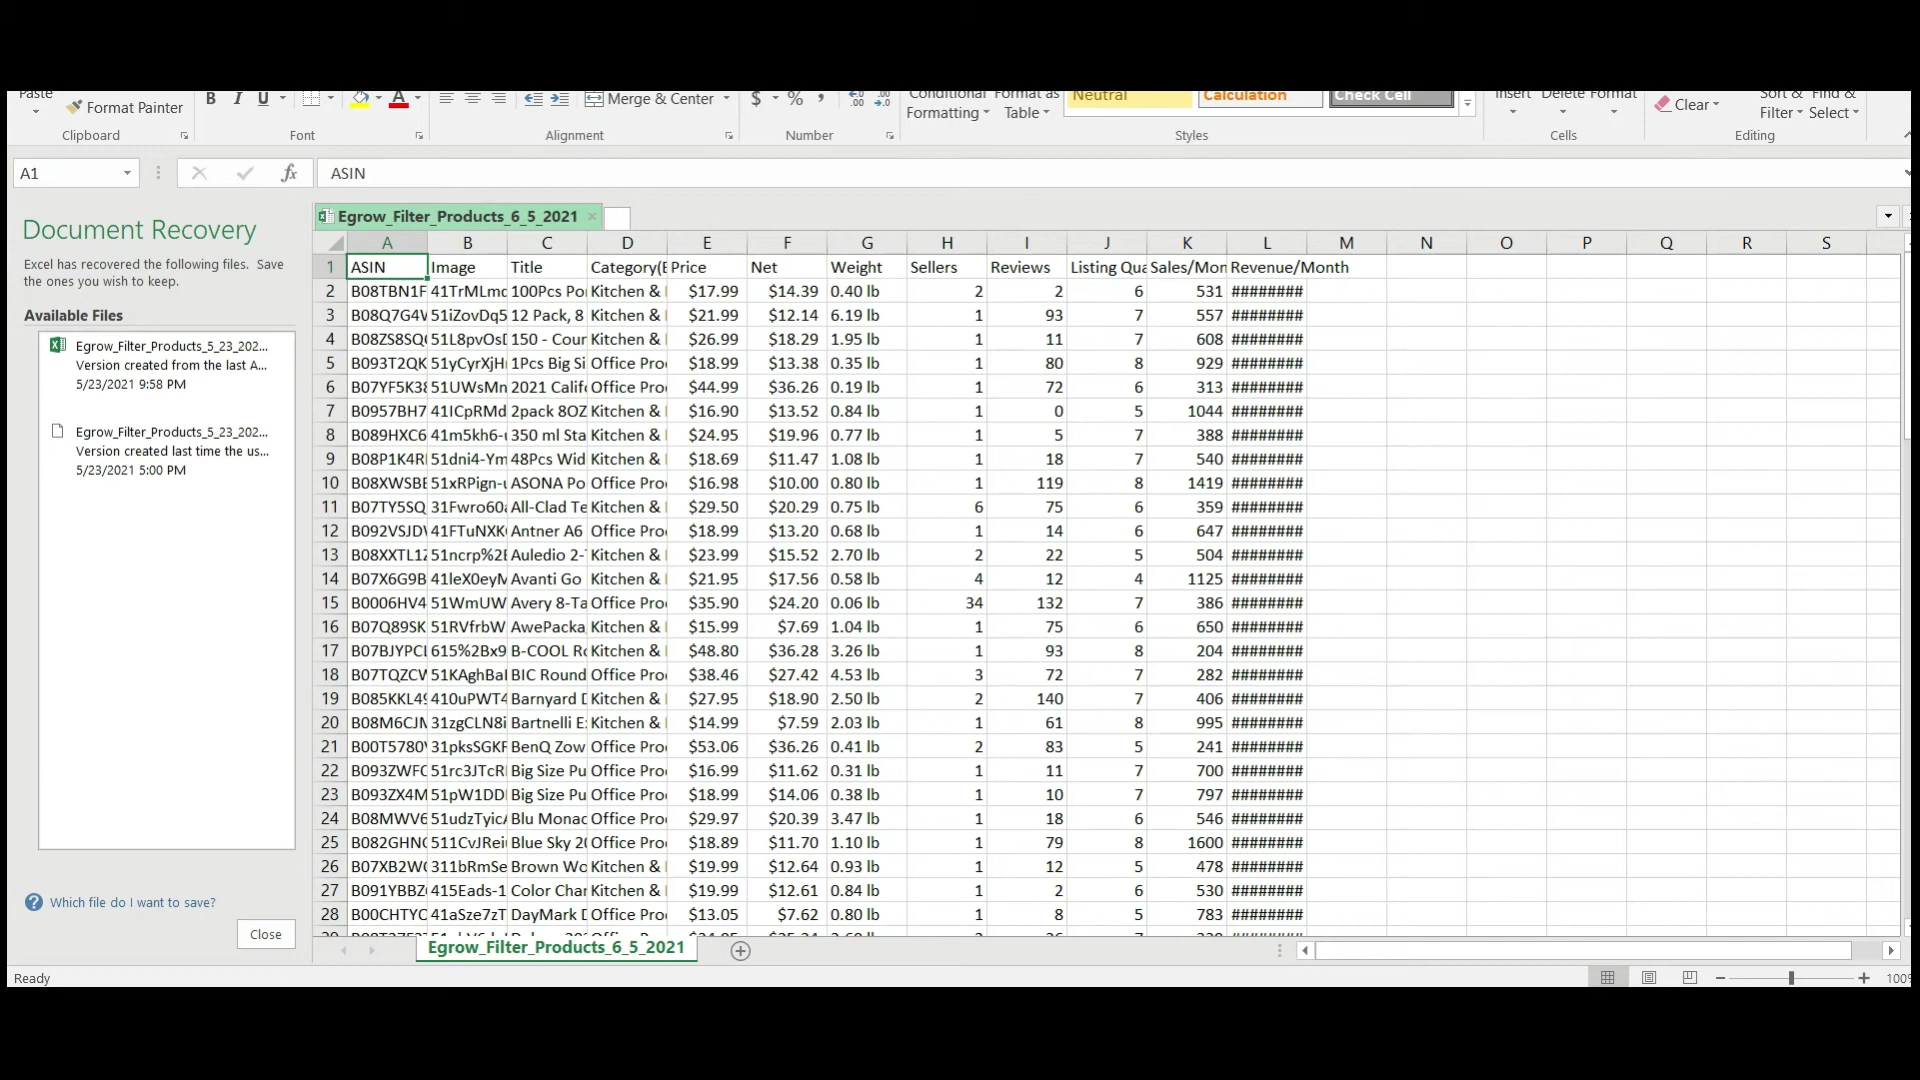 Paste Format Painter B I U A Merge & Center $ % , Conditional Formatting Format as Table Neutral Calculation Check Cell Insert Delete Format Clear Sort & Filter Find & Select
Clipboard Font Alignment Number Styles Cells Editing
A1 fx ASIN
Document Recovery
Excel has recovered the following files. Save
the ones you wish to keep.
Available Files
Egrow_Filter_Products_5_23_202...
Version created from the last A...
5/23/2021 9:58 PM
Egrow_Filter_Products_5_23_202...
Version created last time the us...
5/23/2021 5:00 PM
Which file do I want to save?
Close
Egrow_Filter_Products_6_5_2021
A B C D E F G H I J K L M N O P Q R S
1 ASIN Image Title Category(E Price Net Weight Sellers Reviews Listing Qua Sales/Mon Revenue/Month
2 B08TBN1F 41TrMLmc 100Pcs Po Kitchen & $17.99 $14.39 0.40 lb 2 2 6 531 ########
3 B08Q7G4V 51iZovDq5 12 Pack, 8 Kitchen & $21.99 $12.14 6.19 lb 1 93 7 557 ########
4 B08ZS8SQ 51L8pvOsD 150 - Cour Kitchen & $26.99 $18.29 1.95 lb 1 11 7 608 ########
5 B093T2QK 51yCyrXjH 1Pcs Big Si Office Pro $18.99 $13.38 0.35 lb 1 80 8 929 ########
6 B07YF5K38 51UWsMn 2021 Calif Office Pro $44.99 $36.26 0.19 lb 1 72 6 313 ########
7 B0957BH7 41ICpRMd 2pack 8OZ Kitchen & $16.90 $13.52 0.84 lb 1 0 5 1044 ########
8 B089HXC6 41m5kh6- 350 ml Sta Kitchen & $24.95 $19.96 0.77 lb 1 5 7 388 ########
9 B08P1K4R 51dni4-Ym 48Pcs Wid Kitchen & $18.69 $11.47 1.08 lb 1 18 7 540 ########
10 B08XWSBE 51xRPign- ASONA Po Office Pro $16.98 $10.00 0.80 lb 1 119 8 1419 ########
11 B07TY5SQ 31Fwro60 All-Clad Te Kitchen & $29.50 $20.29 0.75 lb 6 75 6 359 ########
12 B092VSJD 41FTuNXK Antner A6 Office Pro $18.99 $13.20 0.68 lb 1 14 6 647 ########
13 B08XXTL1Z 51ncrp%2B Auledio 2- Kitchen & $23.99 $15.52 2.70 lb 2 22 5 504 ########
14 B07X6G9B 41leX0eyM Avanti Go Kitchen & $21.95 $17.56 0.58 lb 4 12 4 1125 ########
15 B0006HV4 51WmUW Avery 8-Ta Office Pro $35.90 $24.20 0.06 lb 34 132 7 386 ########
16 B07Q89SK 51RVfrbW AwePacka Kitchen & $15.99 $7.69 1.04 lb 1 75 6 650 ########
17 B07BJYPCL 615%2Bx9 B-COOL Ro Kitchen & $48.80 $36.28 3.26 lb 1 93 8 204 ########
18 B07TQZCV 51KAghBa BIC Round Office Pro $38.46 $27.42 4.53 lb 3 72 7 282 ########
19 B085KKL49 410uPWT4 Barnyard D Kitchen & $27.95 $18.90 2.50 lb 2 140 7 406 ########
20 B08M6CJM 31zgCLN8i Bartnelli E Kitchen & $14.99 $7.59 2.03 lb 1 61 8 995 ########
21 B00T5780 31pksSGKF BenQ Zow Office Pro $53.06 $36.26 0.41 lb 2 83 5 241 ########
22 B093ZWFC 51rc3JTcR Big Size Pu Office Pro $16.99 $11.62 0.31 lb 1 11 7 700 ########
23 B093ZX4M 51pW1DD Big Size Pu Office Pro $18.99 $14.06 0.38 lb 1 10 7 797 ########
24 B08MWV6 51udzTyic Blu Monac Office Pro $29.97 $20.39 3.47 lb 1 18 6 546 ########
25 B082GHNC 511CvJRei Blue Sky 20 Office Pro $18.89 $11.70 1.10 lb 1 79 8 1600 ########
26 B07XB2W 311bRmSe Brown Wo Kitchen & $19.99 $12.64 0.93 lb 1 12 5 478 ########
27 B091YBBZ 415Eads-1 Color Char Kitchen & $19.99 $12.61 0.84 lb 1 2 6 530 ########
28 B00CHTYC 41aSze7zT DayMark D Office Pro $13.05 $7.62 0.80 lb 1 8 5 783 ########
Egrow_Filter_Products_6_5_2021
Ready 100%